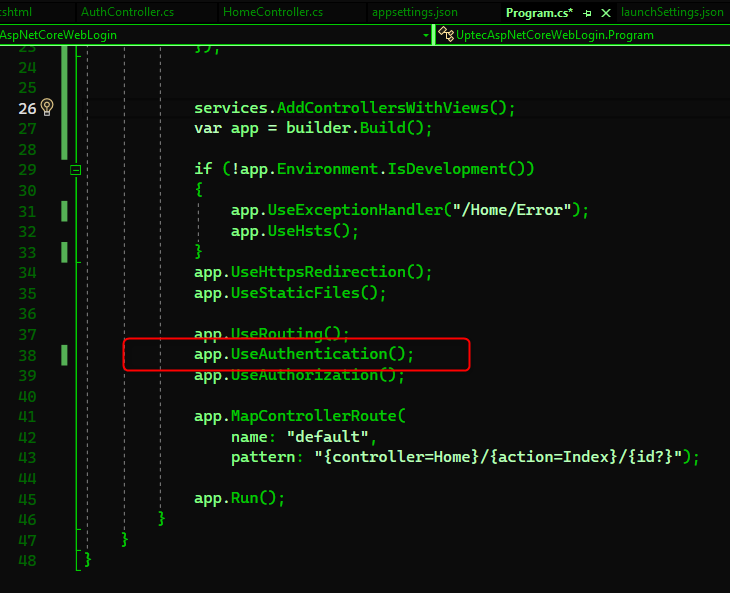 shtml AuthController.cs HomeController.cs appsettings.json Program.cs* launchSettings.json
AspNetCoreWebLogin UptecAspNetCoreWebLogin.Program
23 });
24
25
26 services.AddControllersWithViews();
27 var app = builder.Build();
28
29 if (!app.Environment.IsDevelopment())
30 {
31 app.UseExceptionHandler("/Home/Error");
32 app.UseHsts();
33 }
34 app.UseHttpsRedirection();
35 app.UseStaticFiles();
36
37 app.UseRouting();
38 app.UseAuthentication();
39 app.UseAuthorization();
40
41 app.MapControllerRoute(
42 name: "default",
43 pattern: "{controller=Home}/{action=Index}/{id?}");
44
45 app.Run();
46 }
47 }
48 }